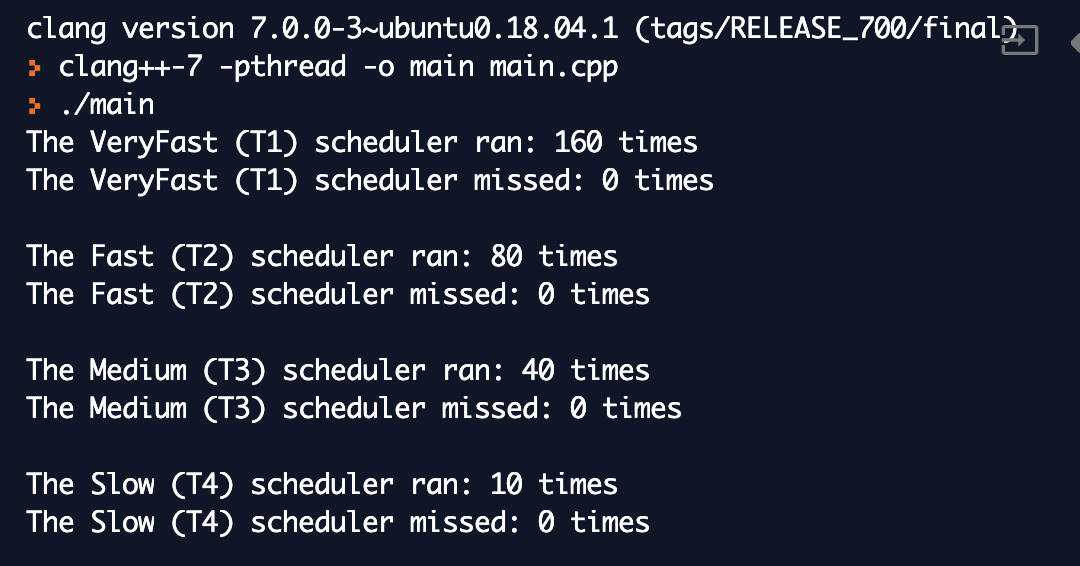 clang version 7.0.0-3~ubuntu0.18.04.1 (tags/RELEASE_700/final)
> clang++-7 -pthread -o main main.cpp
> ./main
The VeryFast (T1) scheduler ran: 160 times
The VeryFast (T1) scheduler missed: 0 times
The Fast (T2) scheduler ran: 80 times
The Fast (T2) scheduler missed: 0 times
The Medium (T3) scheduler ran: 40 times
The Medium (T3) scheduler missed: 0 times
The Slow (T4) scheduler ran: 10 times
The Slow (T4) scheduler missed: 0 times